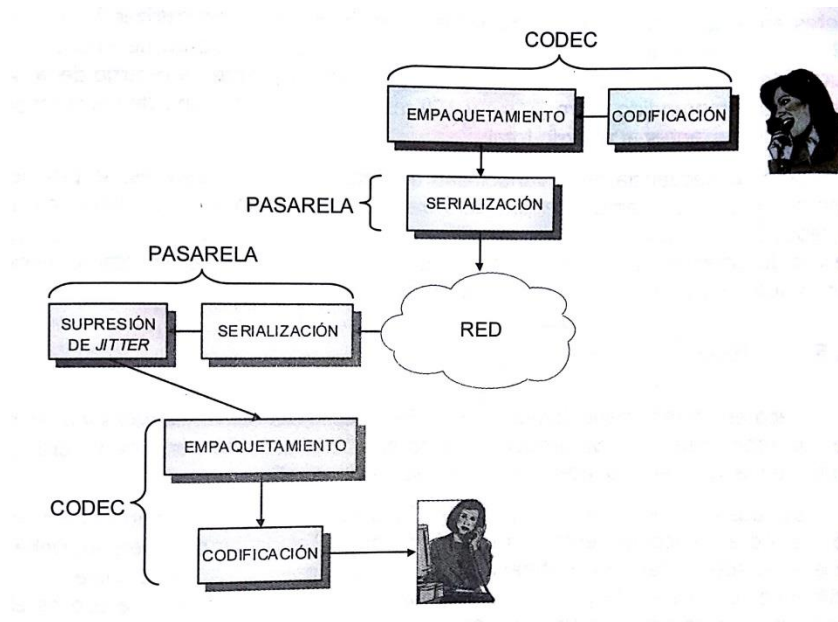 CODEC
EMPAQUETAMIENTO
CODIFICACIÓN
PASARELA
SERIALIZACIÓN
PASARELA
SUPRESIÓN
DE JITTER
SERIALIZACIÓN
RED
EMPAQUETAMIENTO
CODEC
CODIFICACIÓN